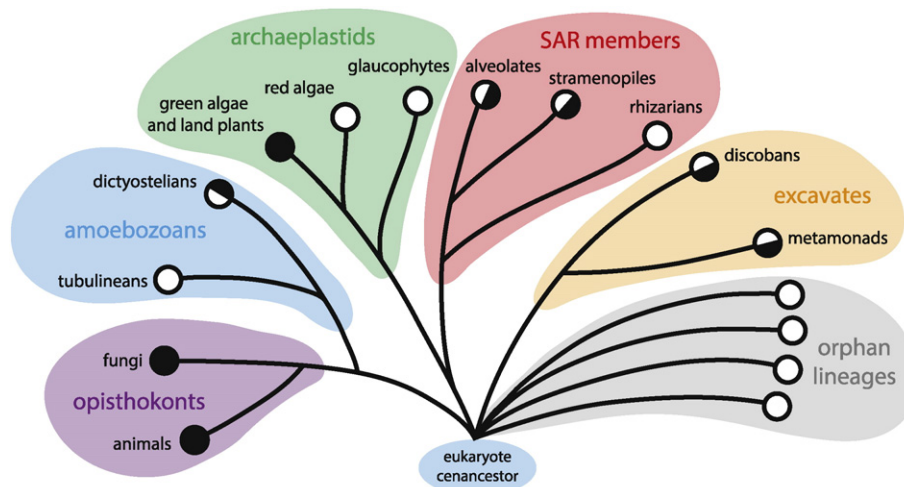 archaeplastids
SAR members
glaucophytes
alveolates
red algae
stramenopiles
green algae
and land plants
rhizarians
dictyostelians
discobans
amoebozoans
excavates
metamonads
tubulineans
fungi
orphan
lineages
opisthokonts
animals
eukaryote
cenancestor